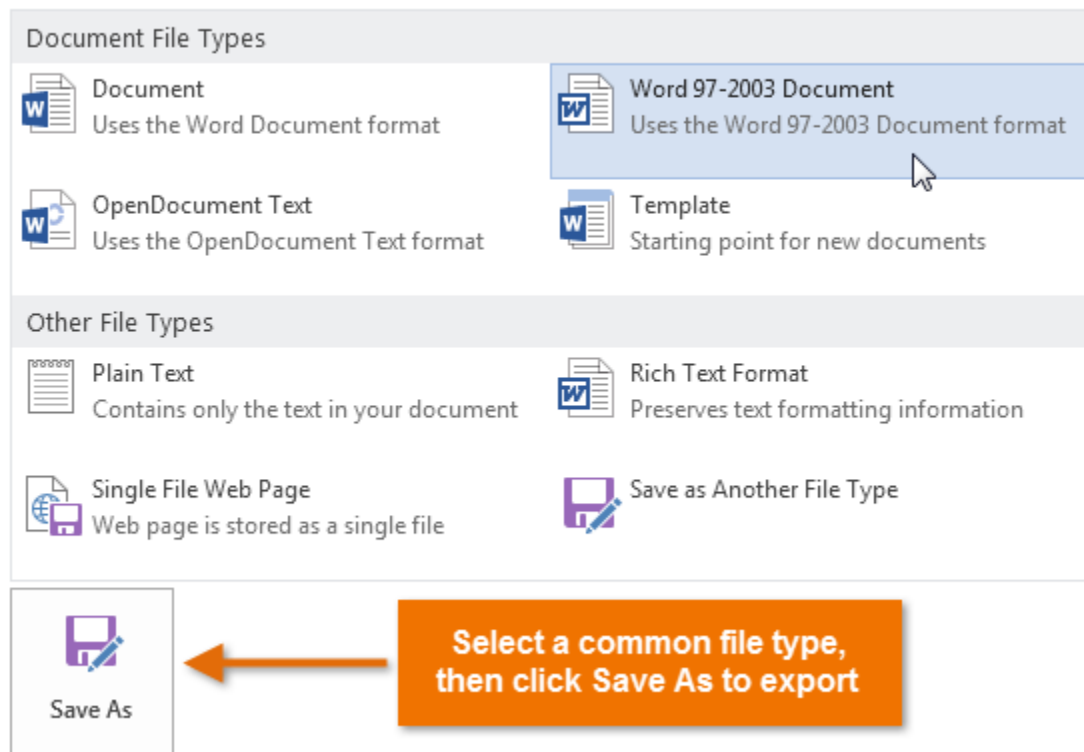 Document File Types
Document
Uses the Word Document format
Word 97-2003 Document
Uses the Word 97-2003 Document format
OpenDocument Text
Uses the OpenDocument Text format
Template
Starting point for new documents
Other File Types
Plain Text
Contains only the text in your document
Rich Text Format
Preserves text formatting information
Single File Web Page
Web page is stored as a single file
Save as Another File Type
Save As
Select a common file type,
then click Save As to export